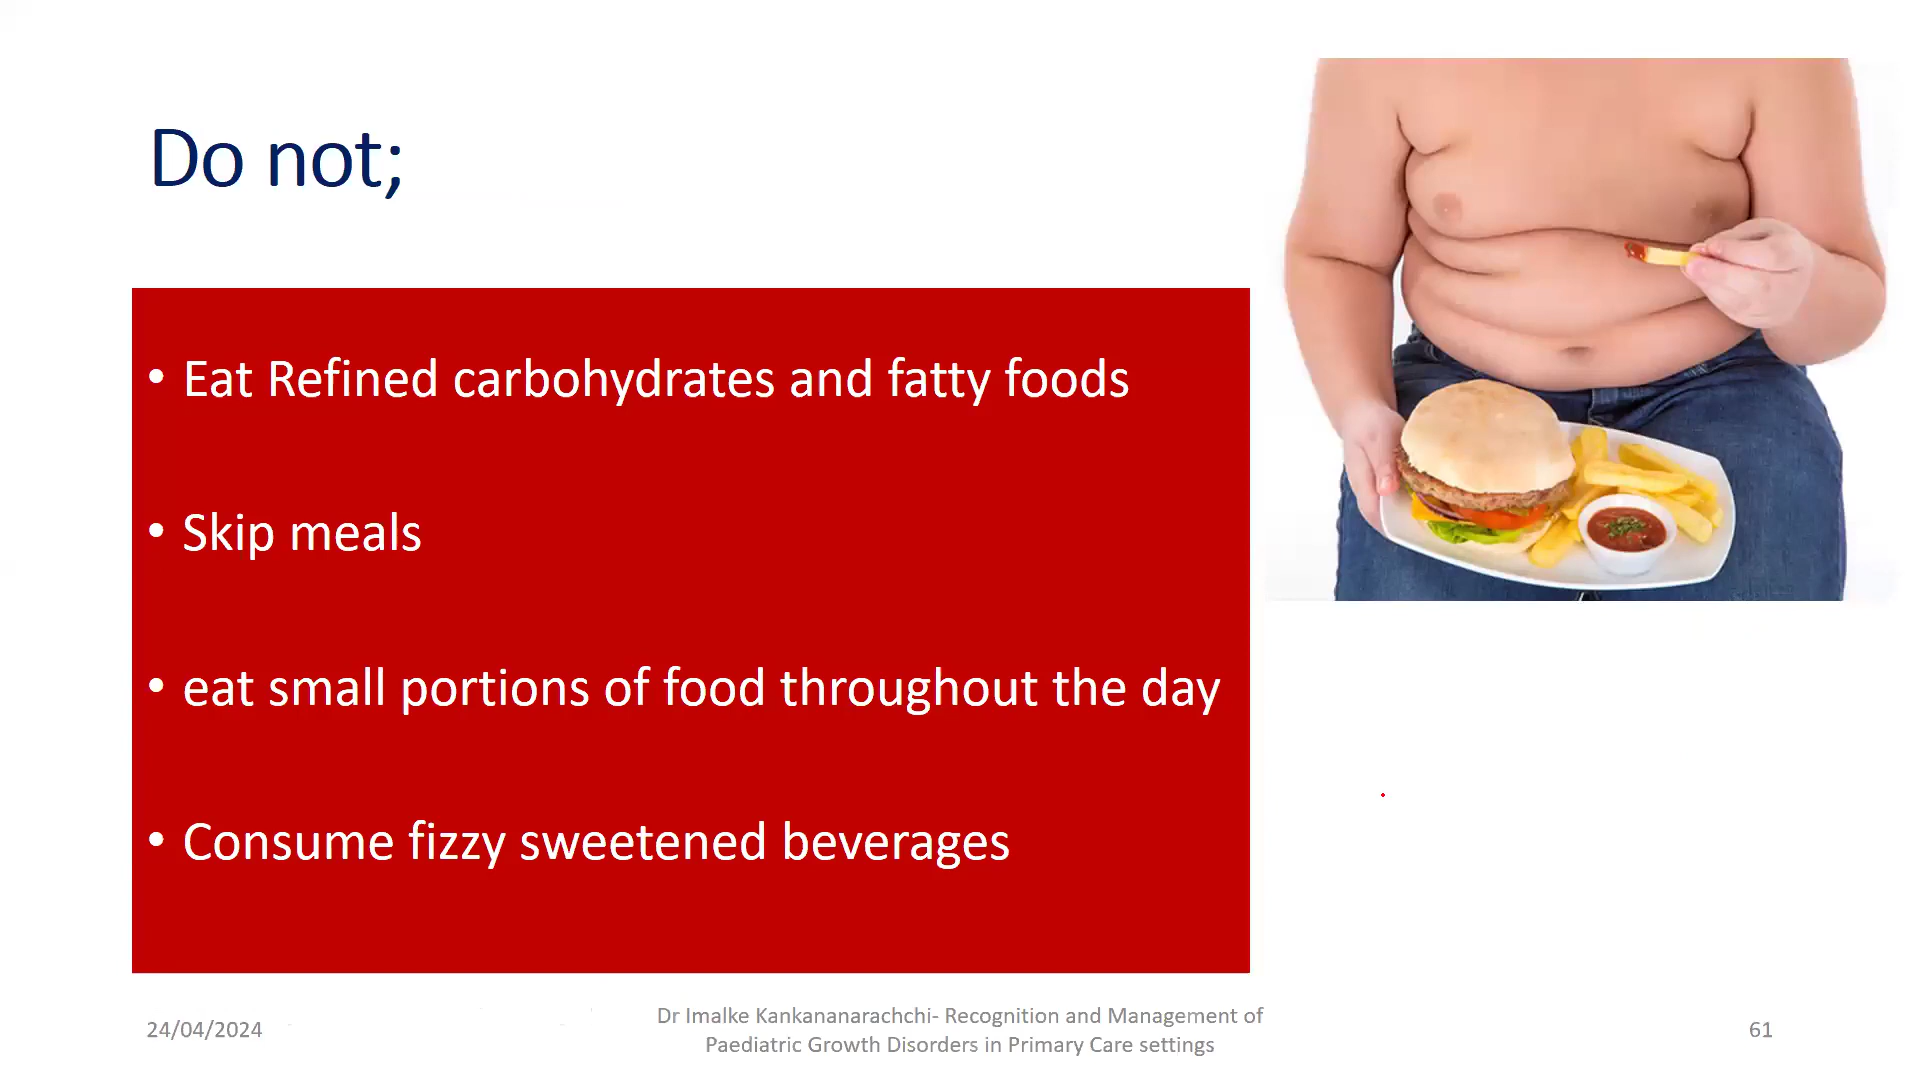 Do not;
• Eat Refined carbohydrates and fatty foods
• Skip meals
• eat small portions of food throughout the day
• Consume fizzy sweetened beverages
24/04/2024
Dr Imalke Kankananarachchi- Recognition and Management of
Paediatric Growth Disorders in Primary Care settings
61